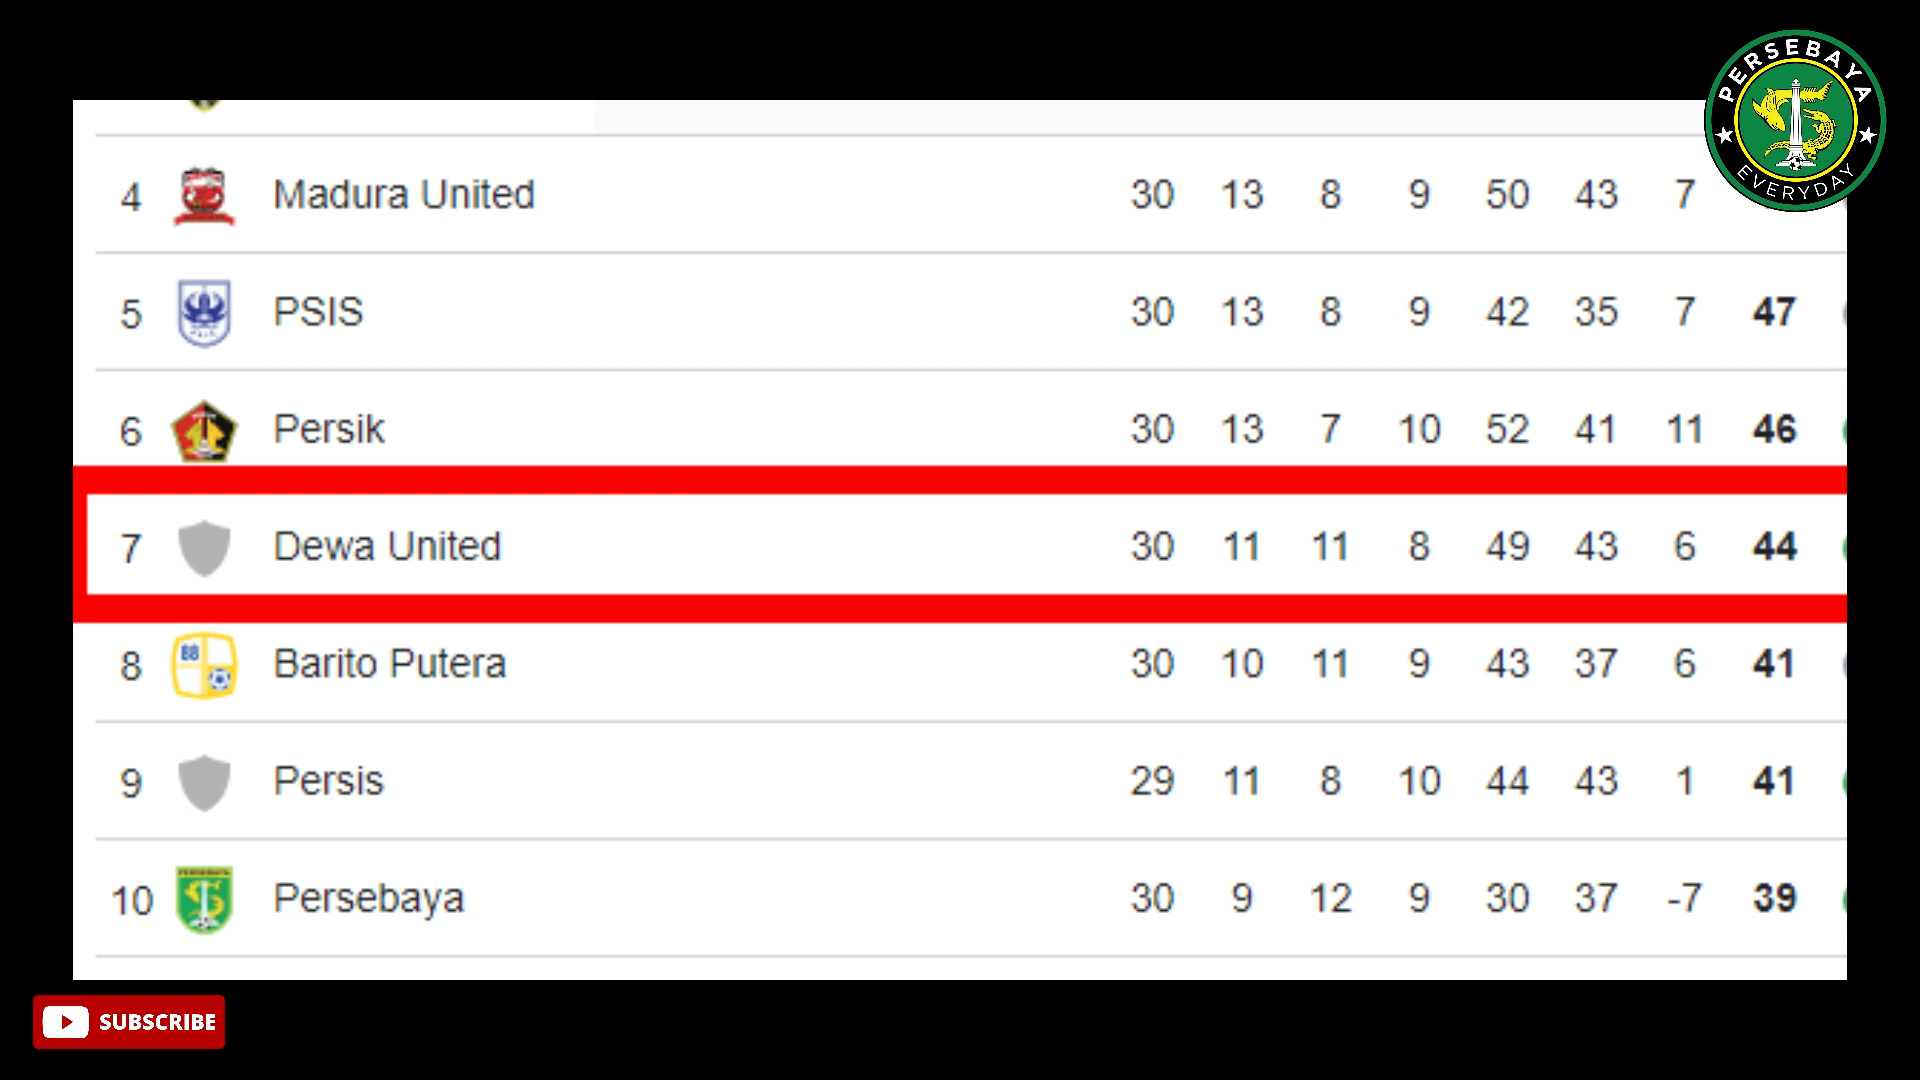 PERSEBAYA
EVERYDAY
4 Madura United 30 13 8 9 50 43 7
5 PSIS 30 13 8 9 42 35 7 47
6 Persik 30 13 7 10 52 41 11 46
7 Dewa United 30 11 11 8 49 43 6 44
88
8 Barito Putera 30 10 11 9 43 37 6 41
9 Persis 29 11 8 10 44 43 1 41
PERSEBAYA
10 Persebaya 30 9 12 9 30 37 -7 39
SUBSCRIBE